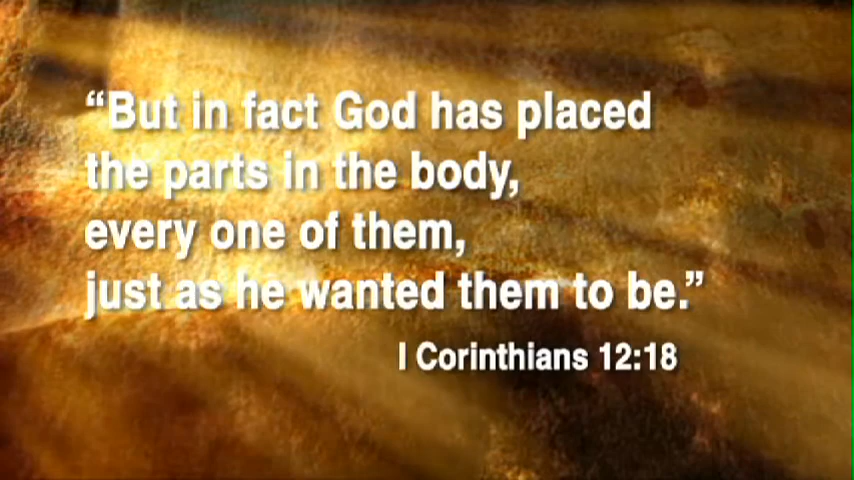 “But in fact God has placed
the parts in the body,
every one of them,
just as he wanted them to be.”
I Corinthians 12:18